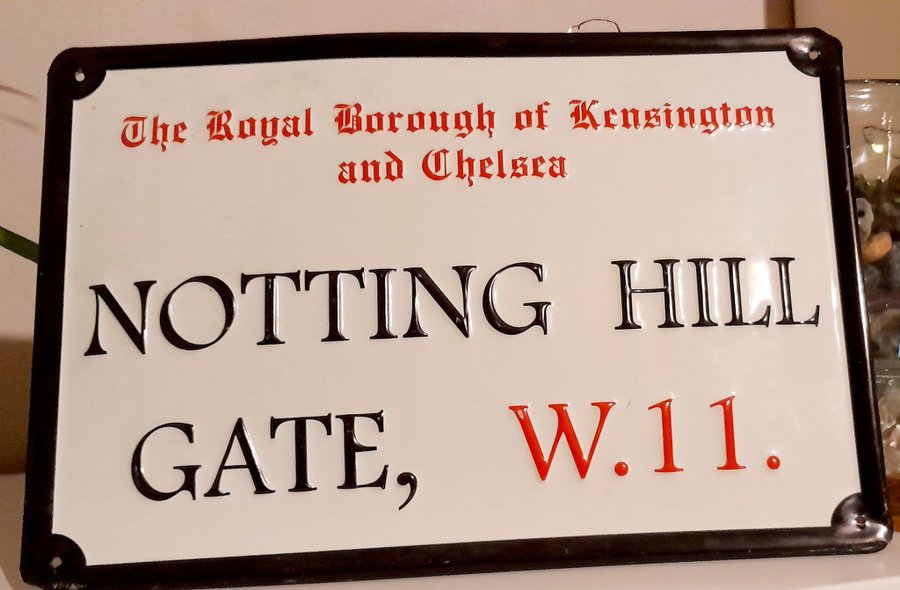 The Royal Borough of Kensington
and Chelsea
NOTTING HILL
GATE, W.11.